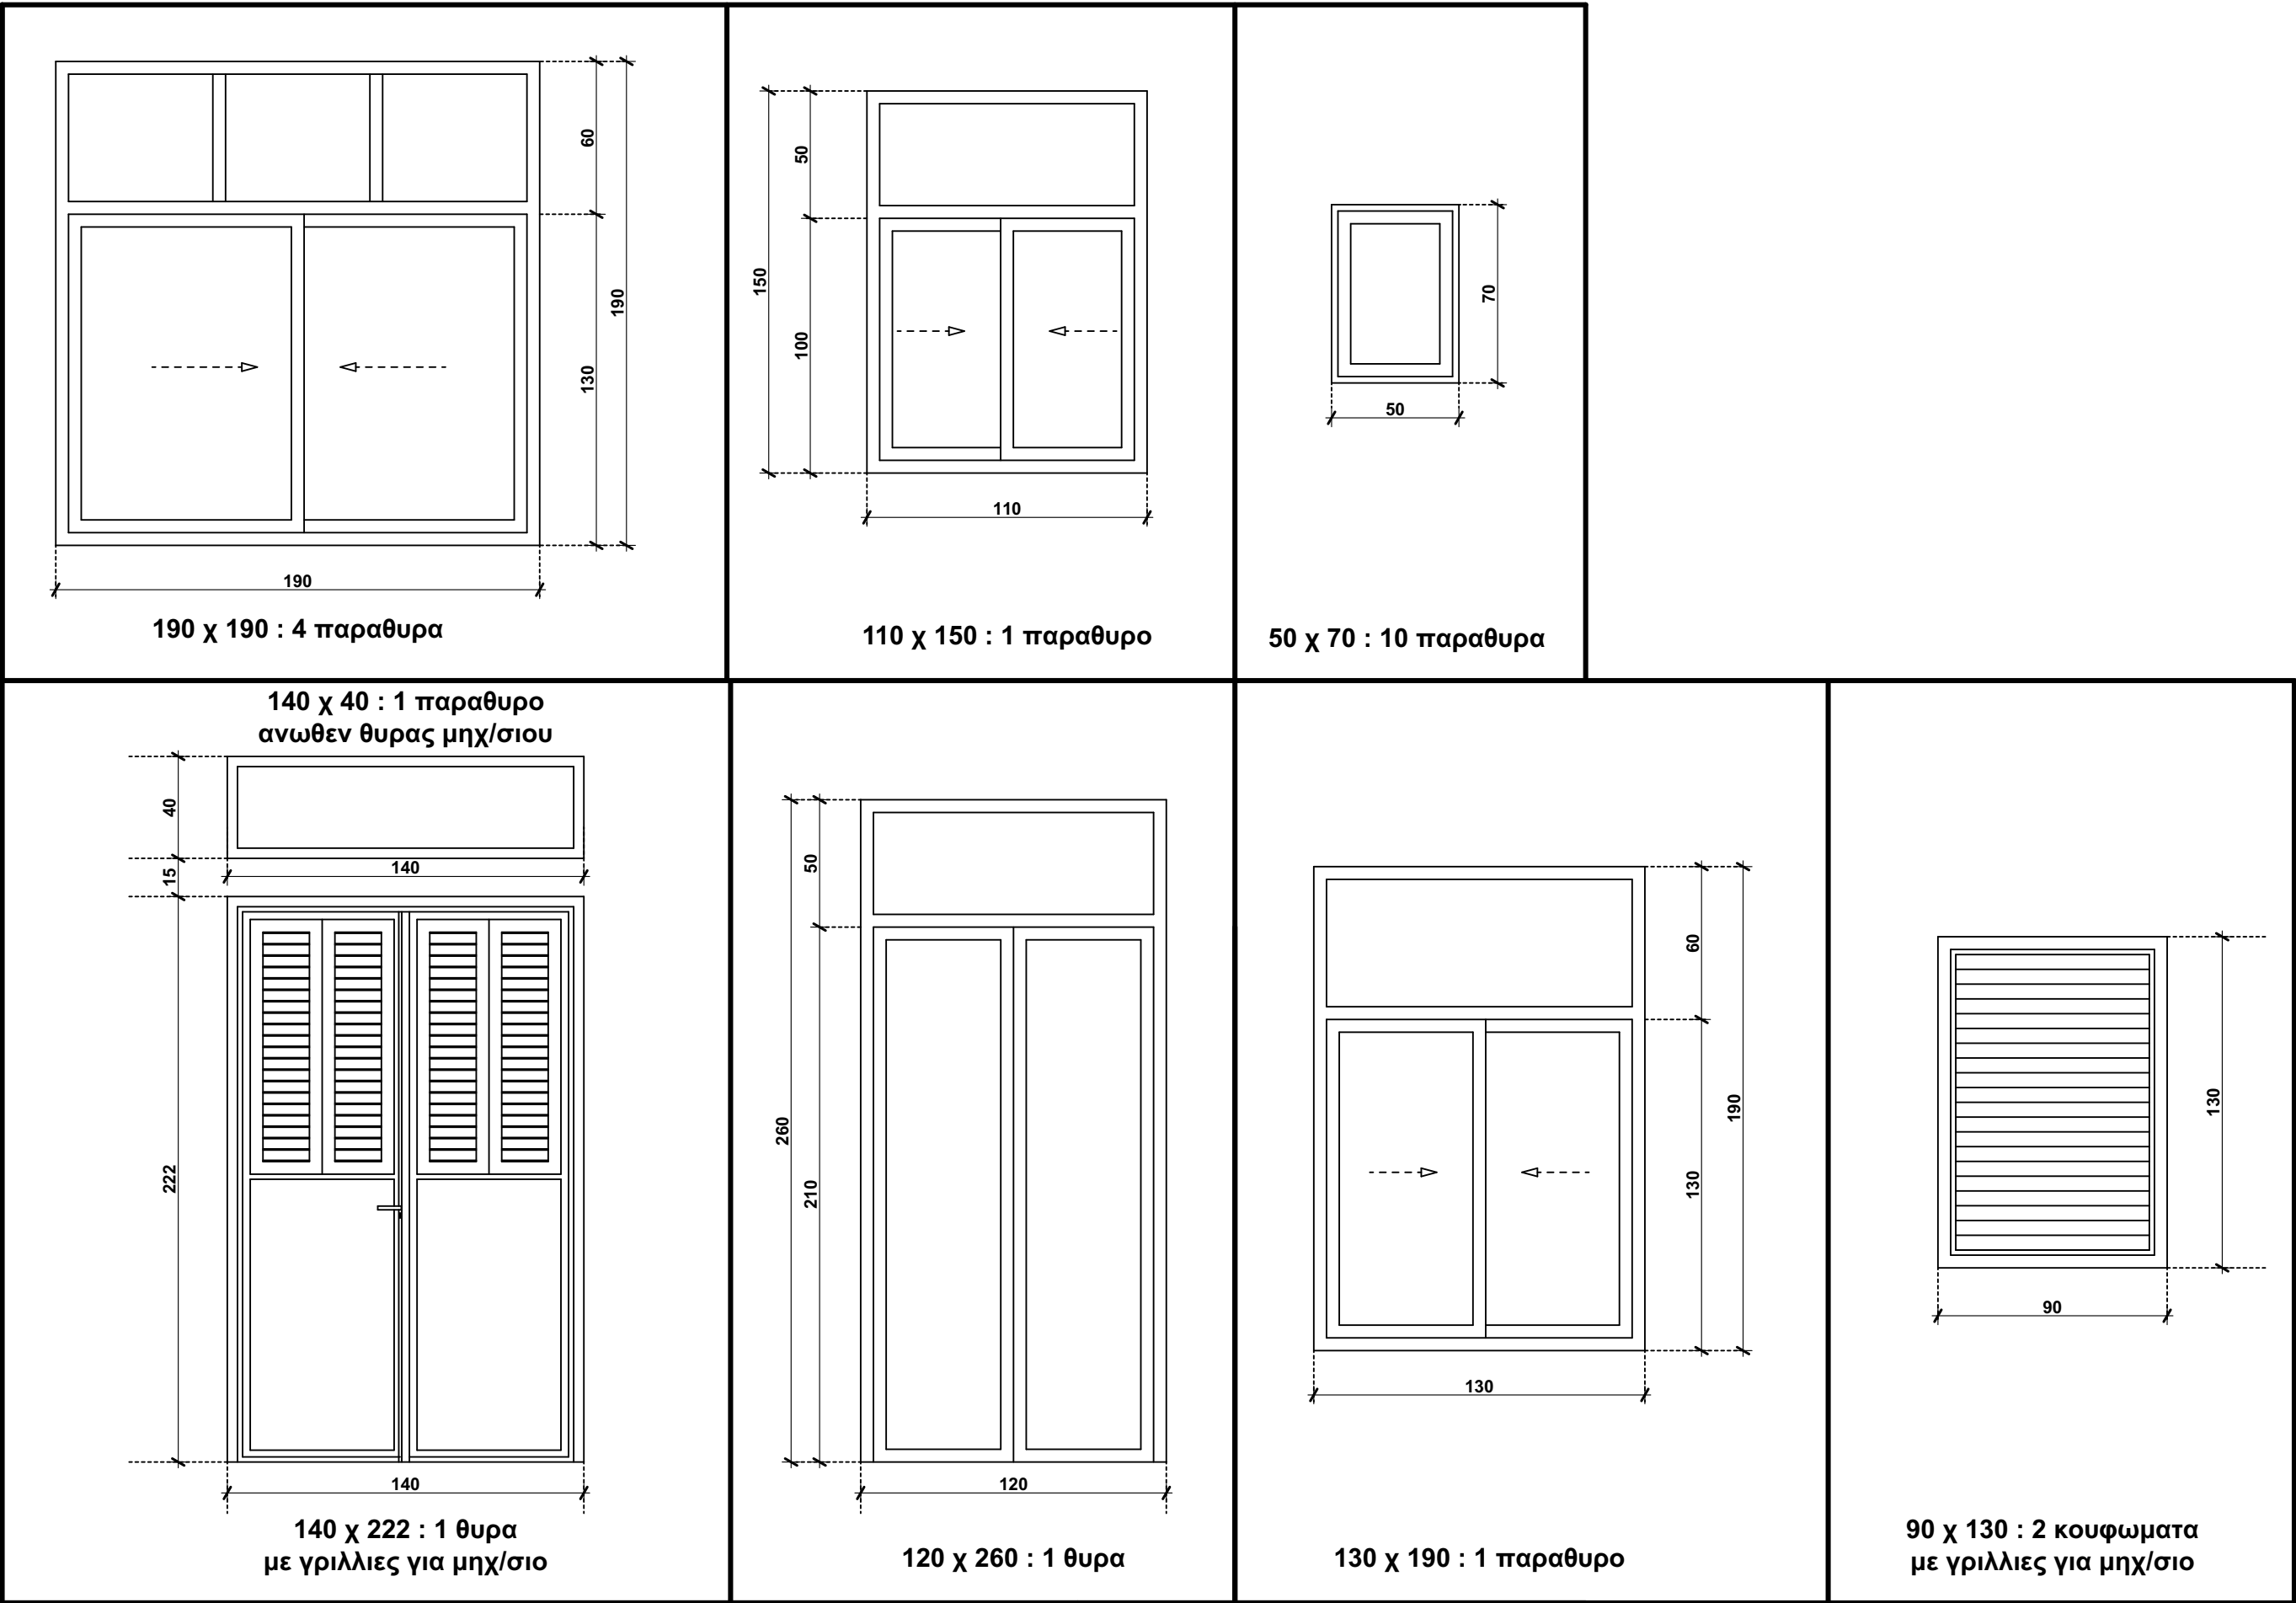 60
190
130
190
190 χ 190 : 4 παραθυρα
50
150
100
110
110 χ 150 : 1 παραθυρο
70
50
50 χ 70 : 10 παραθυρα
140 χ 40 : 1 παραθυρο
ανωθεν θυρας μηχ/σιου
40
140
15
222
140
140 χ 222 : 1 θυρα
με γριλλιες για μηχ/σιο
50
260
210
120
120 χ 260 : 1 θυρα
60
190
130
130
130 χ 190 : 1 παραθυρο
130
90
90 χ 130 : 2 κουφωματα
με γριλλιες για μηχ/σιο